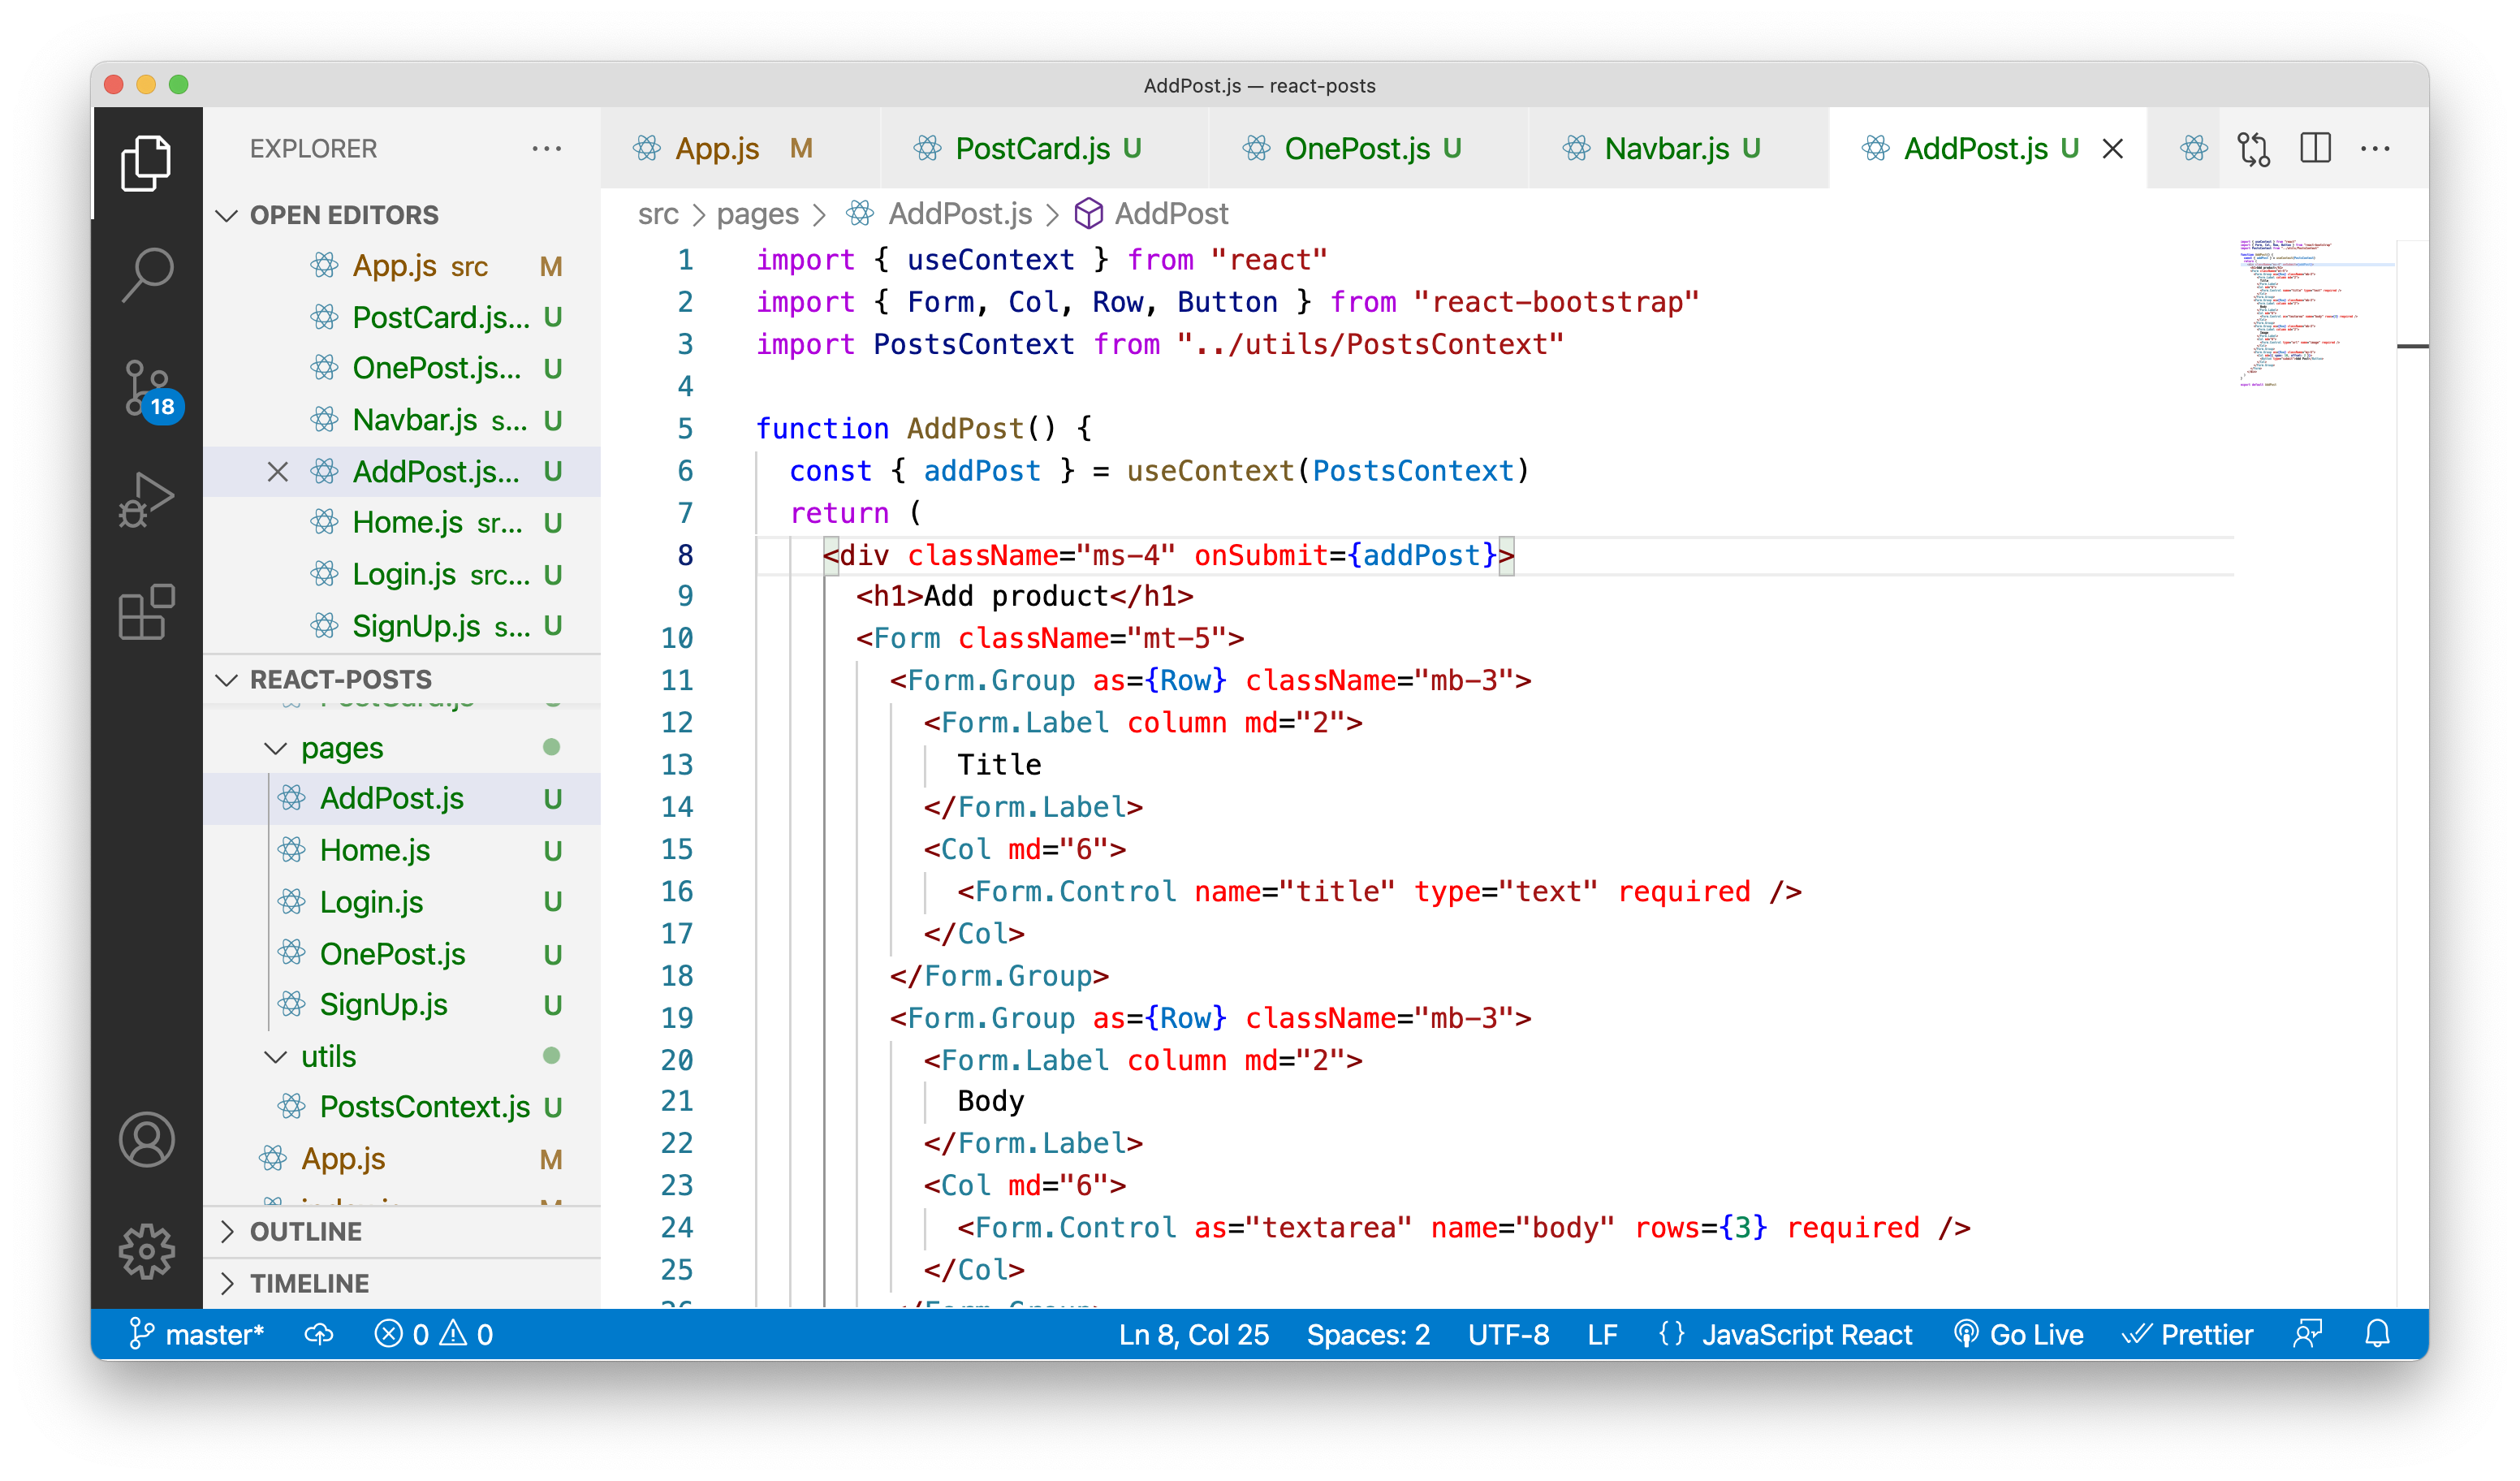 AddPost.js — react-posts
EXPLORER
OPEN EDITORS
App.js src M
PostCard.js... U
OnePost.js... U
Navbar.js s... U
AddPost.js... U
Home.js sr... U
Login.js src... U
SignUp.js s... U
REACT-POSTS
PostCard.js
pages
AddPost.js U
Home.js U
Login.js U
OnePost.js U
SignUp.js U
utils
PostsContext.js U
App.js M
OUTLINE
TIMELINE
18
App.js M
PostCard.js U
OnePost.js U
Navbar.js U
AddPost.js U
src > pages > AddPost.js > AddPost
1 import { useContext } from "react"
2 import { Form, Col, Row, Button } from "react-bootstrap"
3 import PostsContext from "../utils/PostsContext"
4
5 function AddPost() {
6 const { addPost } = useContext(PostsContext)
7 return (
8 <div className="ms-4" onSubmit={addPost}>
9 <h1>Add product</h1>
10 <Form className="mt-5">
11 <Form.Group as={Row} className="mb-3">
12 <Form.Label column md="2">
13 Title
14 </Form.Label>
15 <Col md="6">
16 <Form.Control name="title" type="text" required />
17 </Col>
18 </Form.Group>
19 <Form.Group as={Row} className="mb-3">
20 <Form.Label column md="2">
21 Body
22 </Form.Label>
23 <Col md="6">
24 <Form.Control as="textarea" name="body" rows={3} required />
25 </Col>
26 </Form.Group>
master* 0 0 Ln 8, Col 25 Spaces: 2 UTF-8 LF {} JavaScript React Go Live Prettier